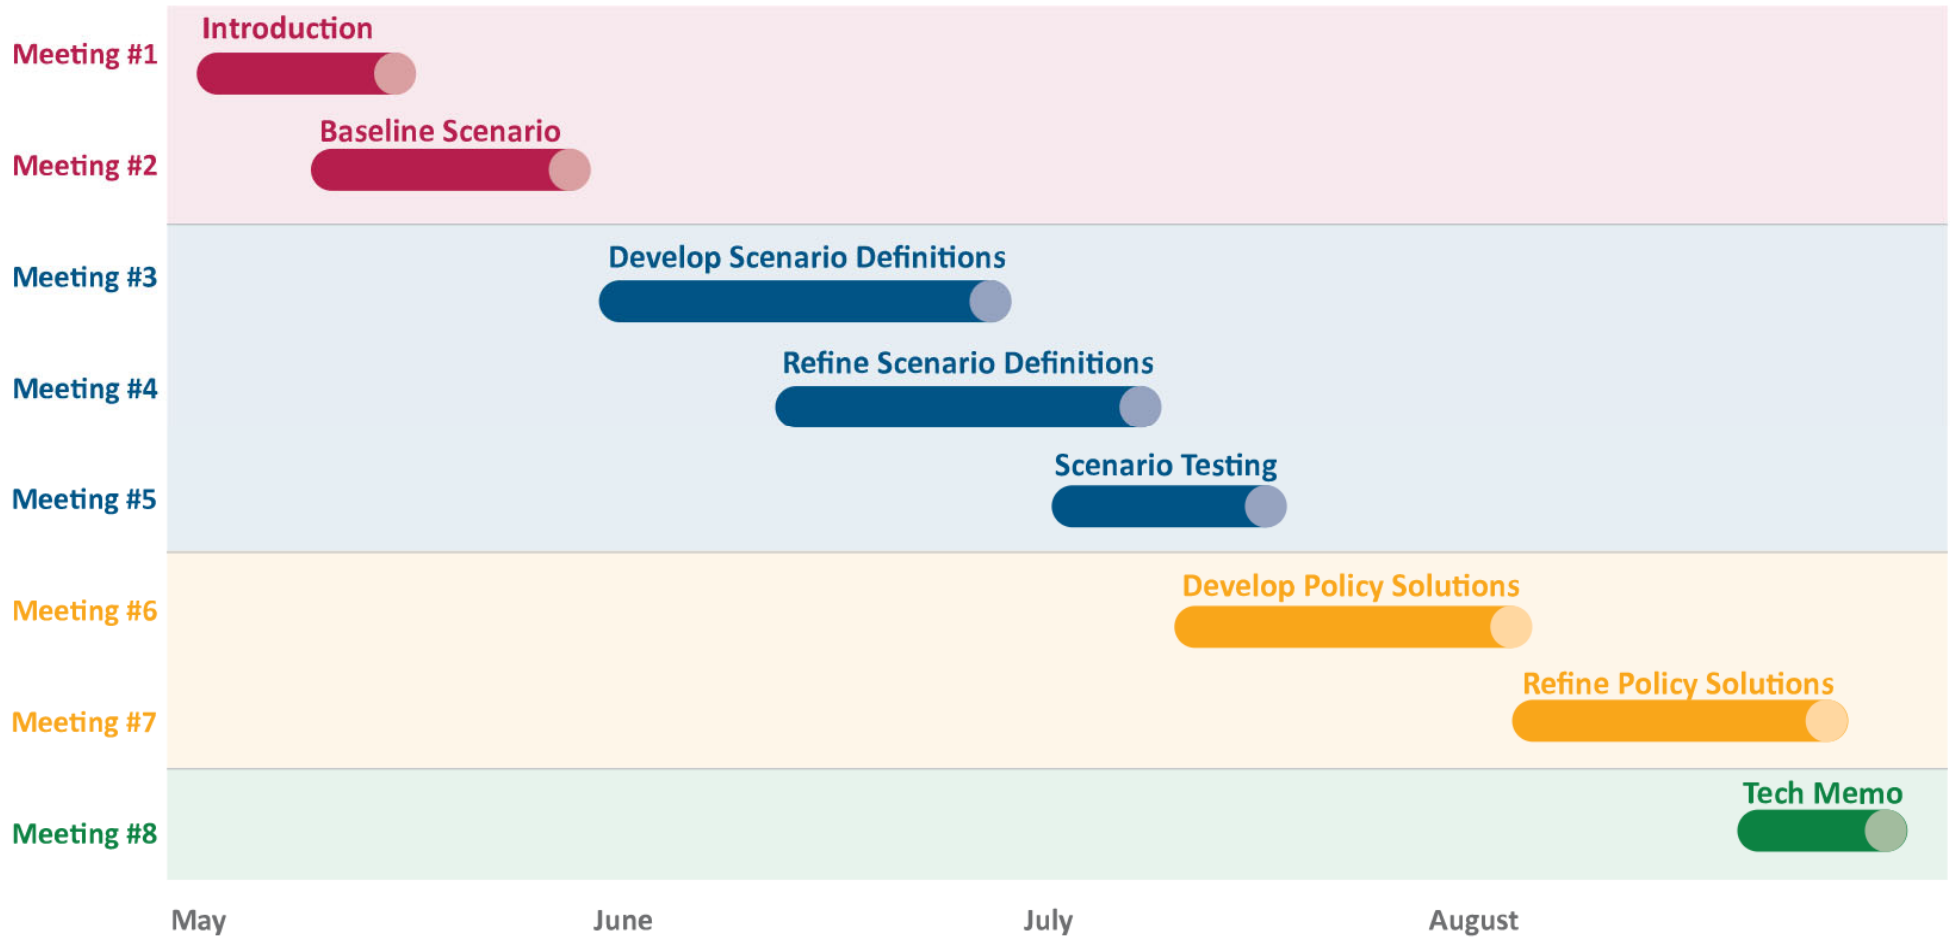 Introduction
Meeting #1
Baseline Scenario
Meeting #2
Develop Scenario Definitions
Meeting #3
Refine Scenario Definitions
Meeting #4
Scenario Testing
Meeting #5
Develop Policy Solutions
Meeting #6
Refine Policy Solutions
Meeting #7
Tech Memo
Meeting #8
May June July August